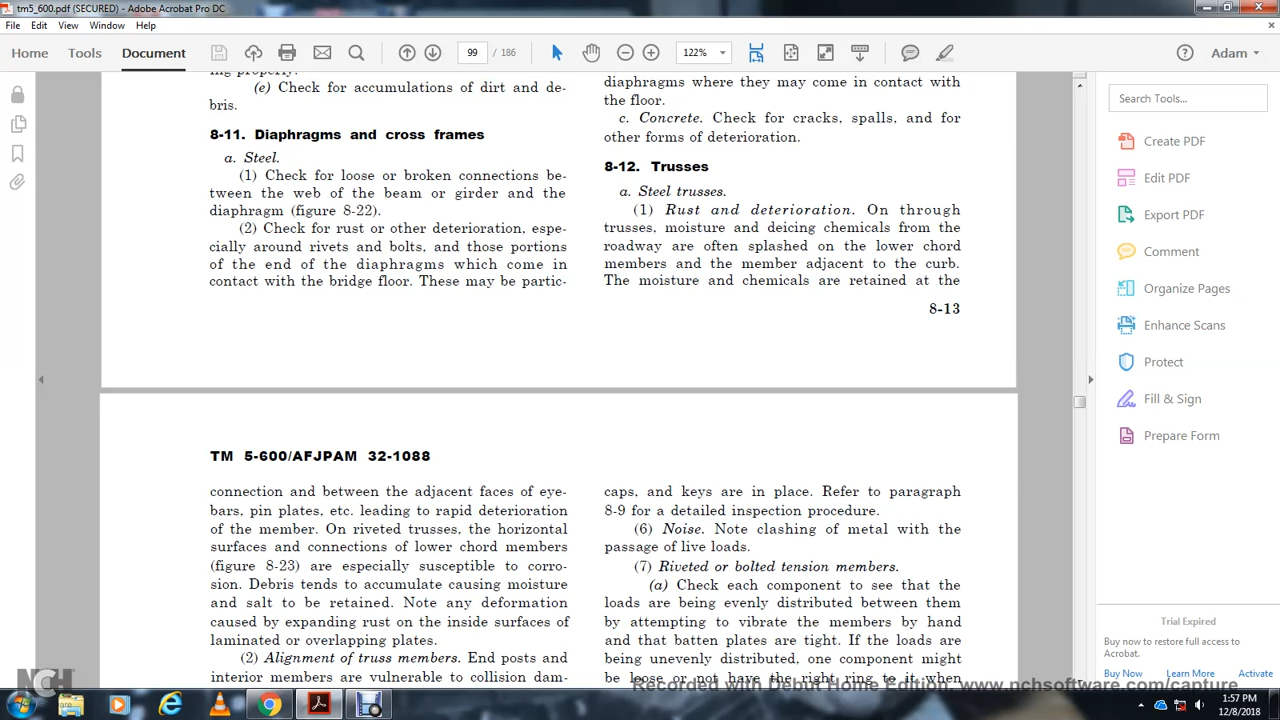 tm5_600.pdf (SECURED) - Adobe Acrobat Pro DC
File Edit View Window Help
Home Tools Document 99 / 186 122% Adam
ing properly.
(e) Check for accumulations of dirt and de-
bris.
8-11. Diaphragms and cross frames
a. Steel.
(1) Check for loose or broken connections be-
tween the web of the beam or girder and the
diaphragm (figure 8-22).
(2) Check for rust or other deterioration, espe-
cially around rivets and bolts, and those portions
of the end of the diaphragms which come in
contact with the bridge floor. These may be partic-
diaphragms where they may come in contact with
the floor.
c. Concrete. Check for cracks, spalls, and for
other forms of deterioration.
8-12. Trusses
a. Steel trusses.
(1) Rust and deterioration. On through
trusses, moisture and deicing chemicals from the
roadway are often splashed on the lower chord
members and the member adjacent to the curb.
The moisture and chemicals are retained at the
8-13
TM 5-600/AFJPAM 32-1088
connection and between the adjacent faces of eye-
bars, pin plates, etc. leading to rapid deterioration
of the member. On riveted trusses, the horizontal
surfaces and connections of lower chord members
(figure 8-23) are especially susceptible to corro-
sion. Debris tends to accumulate causing moisture
and salt to be retained. Note any deformation
caused by expanding rust on the inside surfaces of
laminated or overlapping plates.
(2) Alignment of truss members. End posts and
interior members are vulnerable to collision dam-
caps, and keys are in place. Refer to paragraph
8-9 for a detailed inspection procedure.
(6) Noise. Note clashing of metal with the
passage of live loads.
(7) Riveted or bolted tension members.
(a) Check each component to see that the
loads are being evenly distributed between them
by attempting to vibrate the members by hand
and that batten plates are tight. If the loads are
being unevenly distributed, one component might
be loose or not have the right ring to it when
Search Tools...
Create PDF
Edit PDF
Export PDF
Comment
Organize Pages
Enhance Scans
Protect
Fill & Sign
Prepare Form
Trial Expired
Buy now to restore full access to
Acrobat.
Buy Now Learn More Activate
NCH
Recorded with Debut Home Edition: www.nchsoftware.com/capture
1:57 PM
12/8/2018